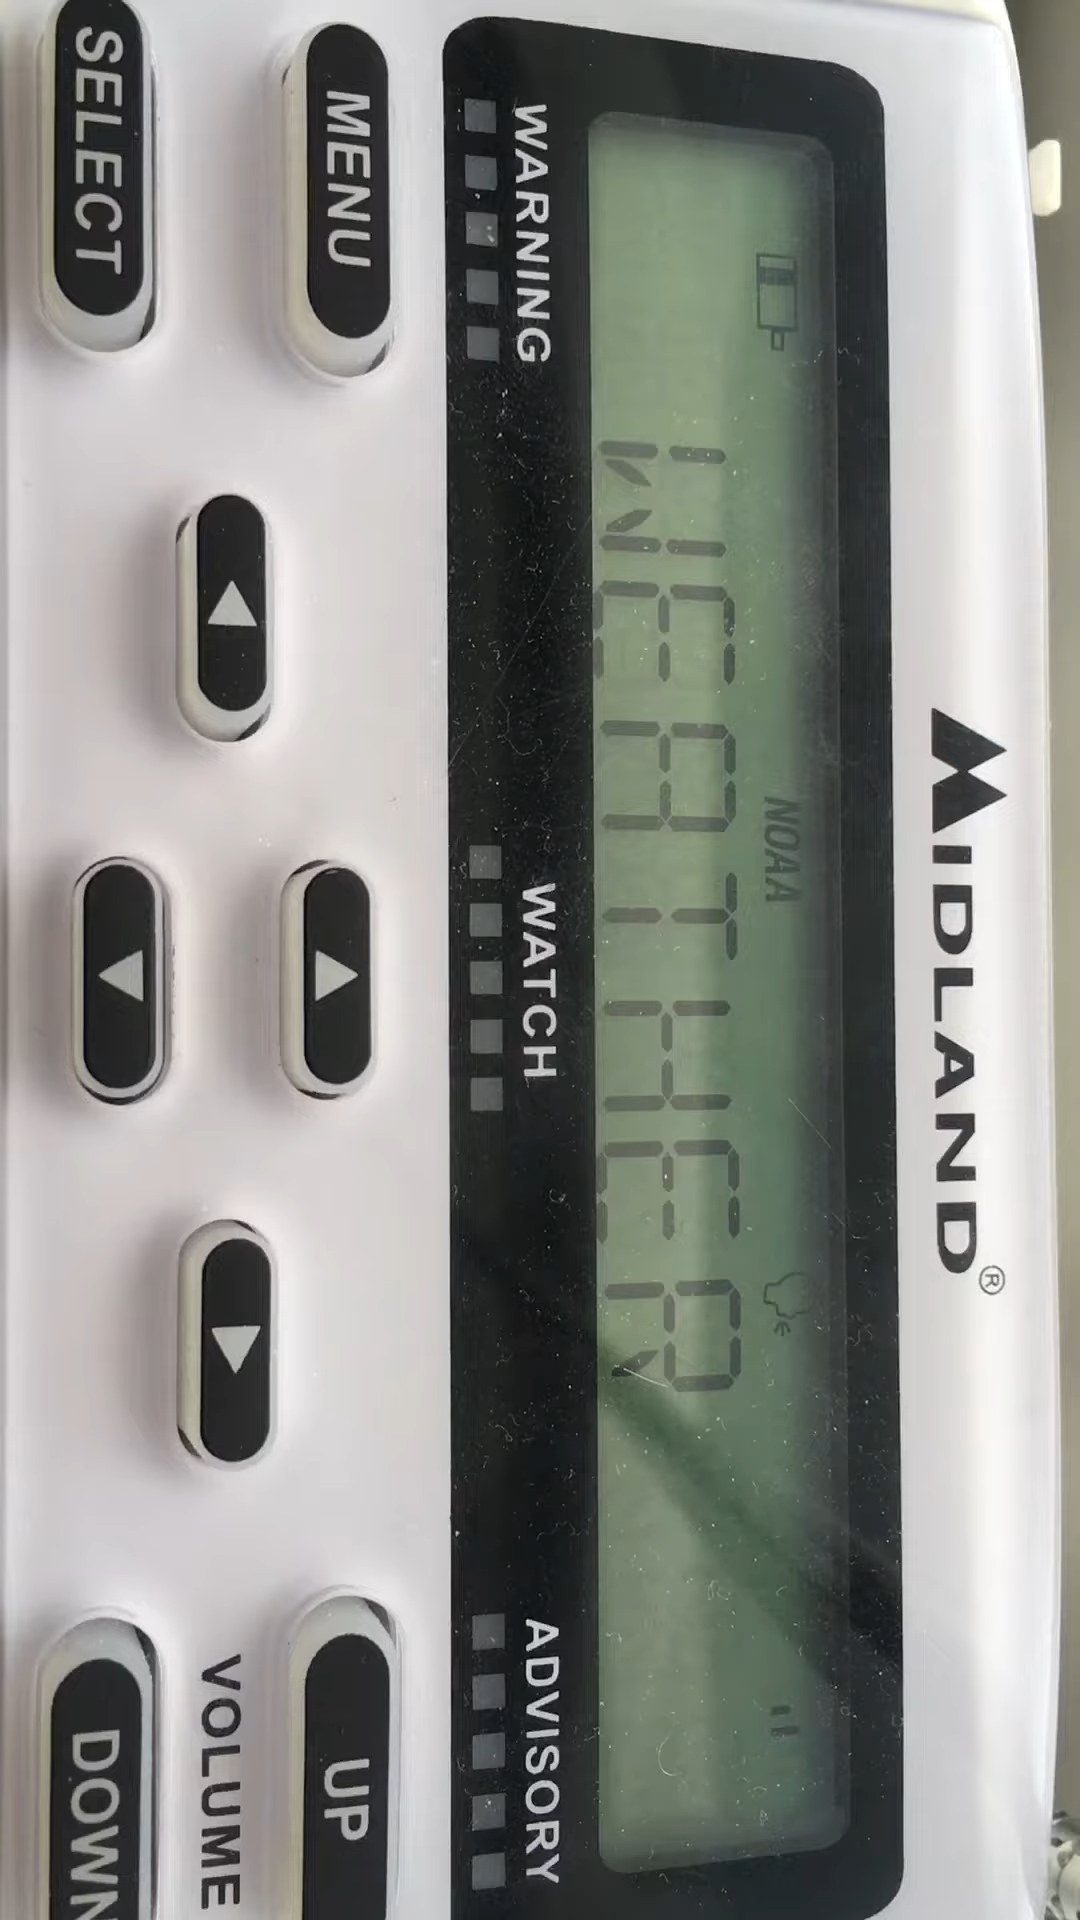 MIDLAND®
NOAA
WEATHER
WARNING
WATCH
ADVISORY
MENU
SELECT
UP
VOLUME
DOWN